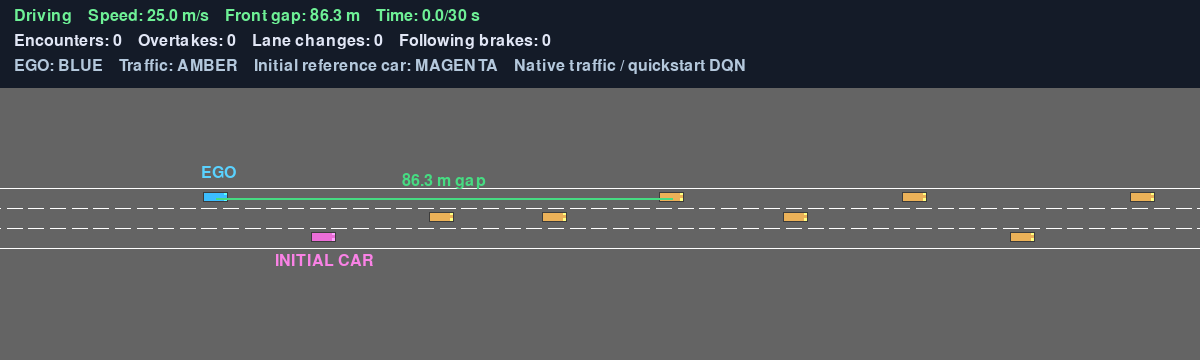 Driving Speed: 25.0 m/s Front gap: 86.3 m Time: 0.0/30 s
Encounters: 0 Overtakes: 0 Lane changes: 0 Following brakes: 0
EGO: BLUE Traffic: AMBER Initial reference car: MAGENTA Native traffic / quickstart DQN
EGO
86.3 m gap
INITIAL CAR